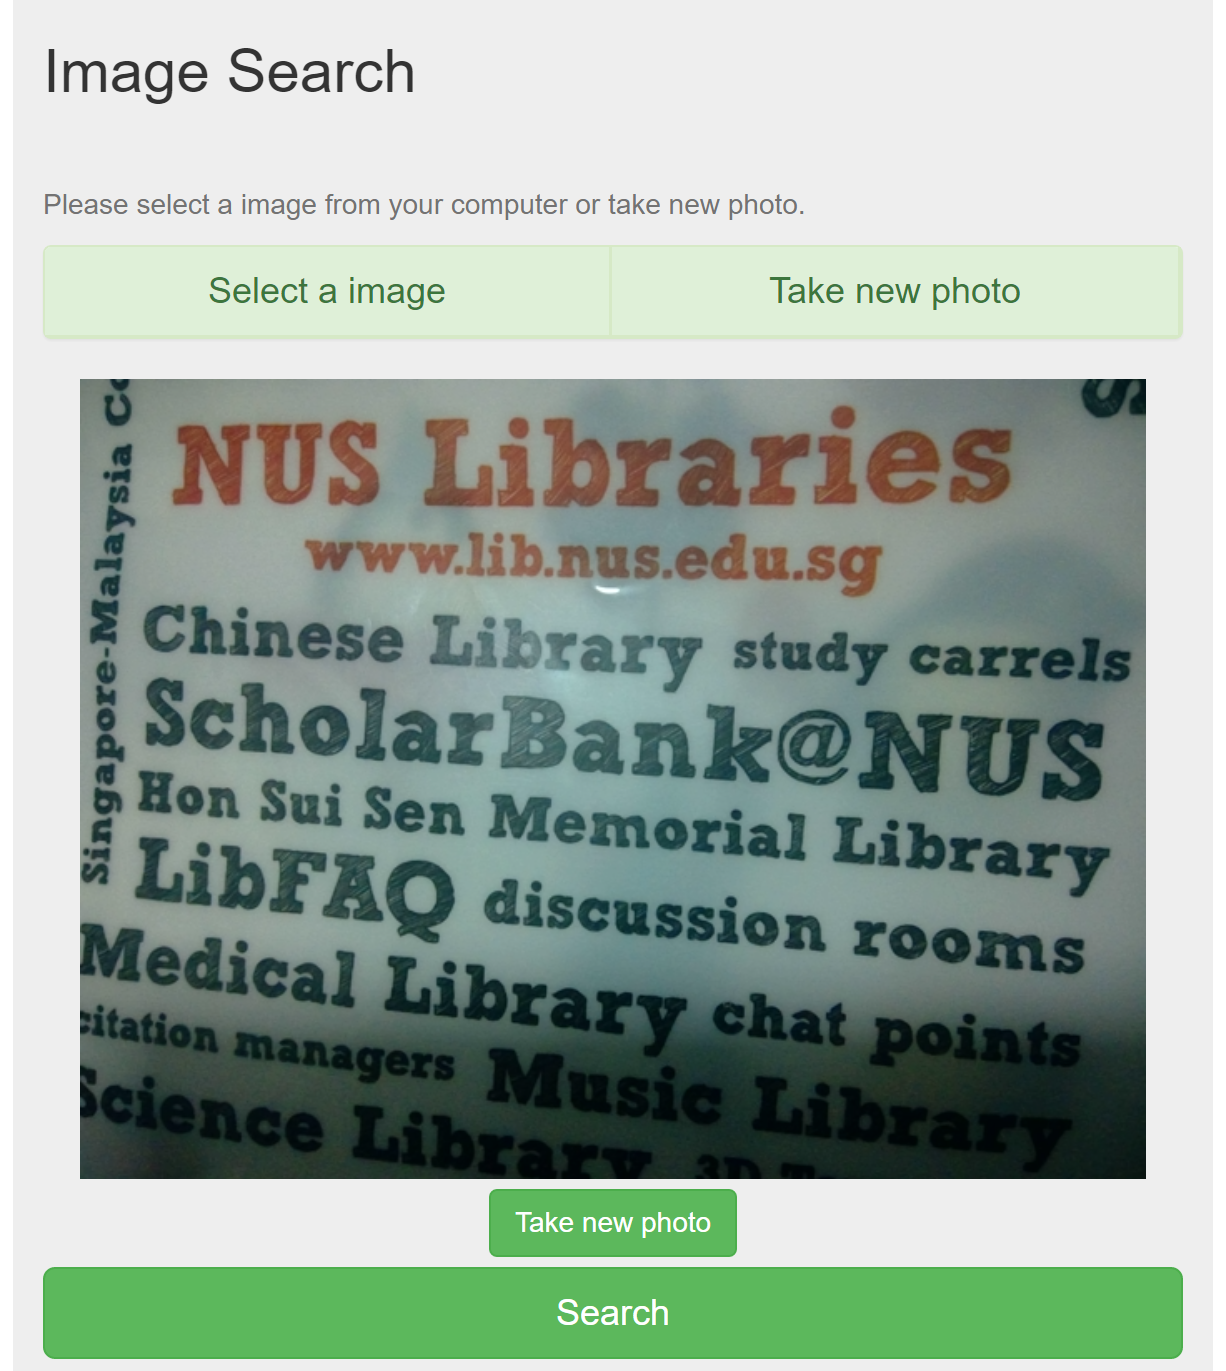 Image Search
Please select a image from your computer or take new photo.
Select a image
Take new photo
Singapore-Malaysia
NUS Libraries
www.lib.nus.edu.sg
Chinese Library study carrels
ScholarBank@NUS
Hon Sui Sen Memorial Library
LibFAQ discussion rooms
Medical Library chat points
citation managers Music Library
Science Library 3D
Take new photo
Search